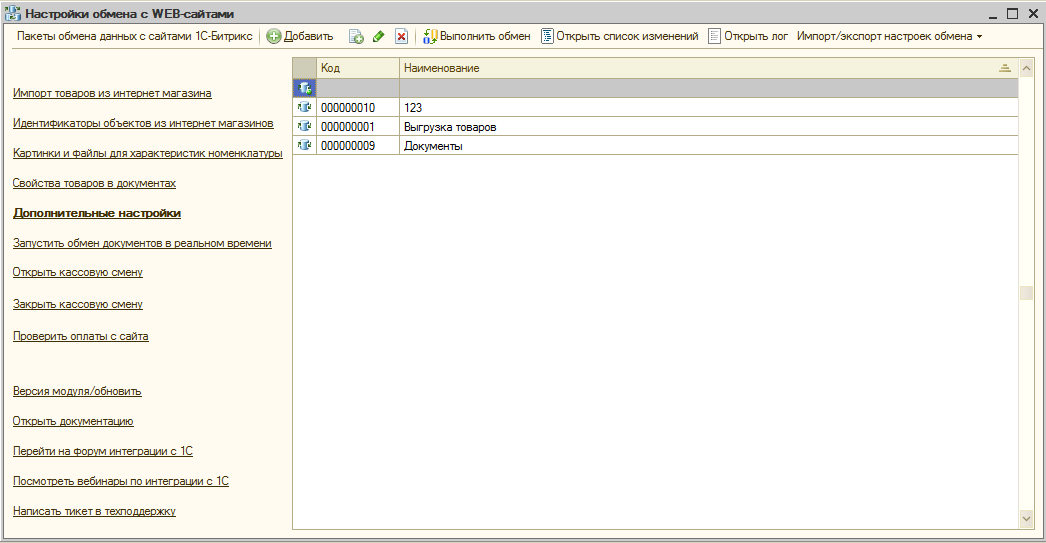 Настройки обмена с WEB-сайтами
Пакеты обмена данных с сайтами 1С-Битрикс Добавить Выполнить обмен Открыть список изменений Открыть лог Импорт/экспорт настроек обмена
Код Наименование
000000010 123
000000001 Выгрузка товаров
000000009 Документы
Импорт товаров из интернет магазина
Идентификаторы объектов из интернет магазинов
Картинки и файлы для характеристик номенклатуры
Свойства товаров в документах
Дополнительные настройки
Запустить обмен документов в реальном времени
Открыть кассовую смену
Закрыть кассовую смену
Проверить оплаты с сайта
Версия модуля/обновить
Открыть документацию
Перейти на форум интеграции с 1С
Посмотреть вебинары по интеграции с 1С
Написать тикет в техподдержку